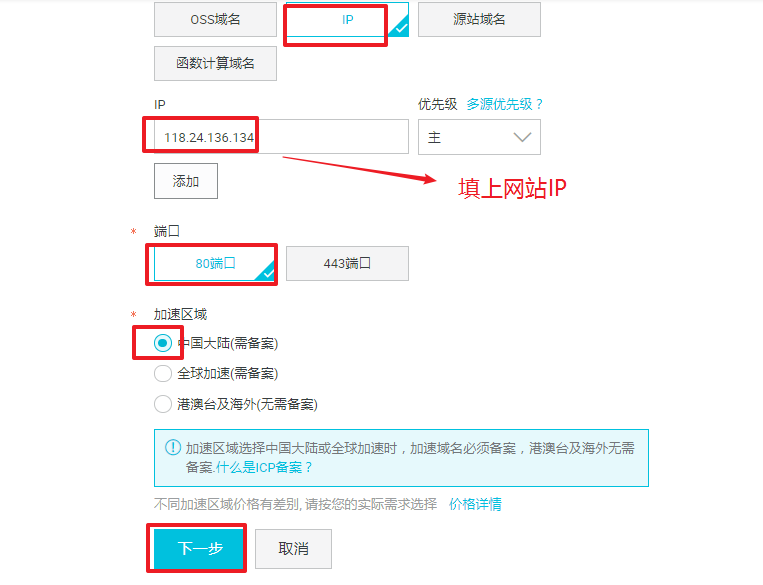 OSS域名 IP 源站域名
函数计算域名
IP 优先级 多源优先级？
118.24.136.134 主
添加
填上网站IP
* 端口
80端口 443端口
* 加速区域
中国大陆(需备案)
全球加速(需备案)
港澳台及海外(无需备案)
加速区域选择中国大陆或全球加速时，加速域名必须备案，港澳台及海外无需
备案.什么是ICP备案？
不同加速区域价格有差别, 请按您的实际需求选择 价格详情
下一步 取消